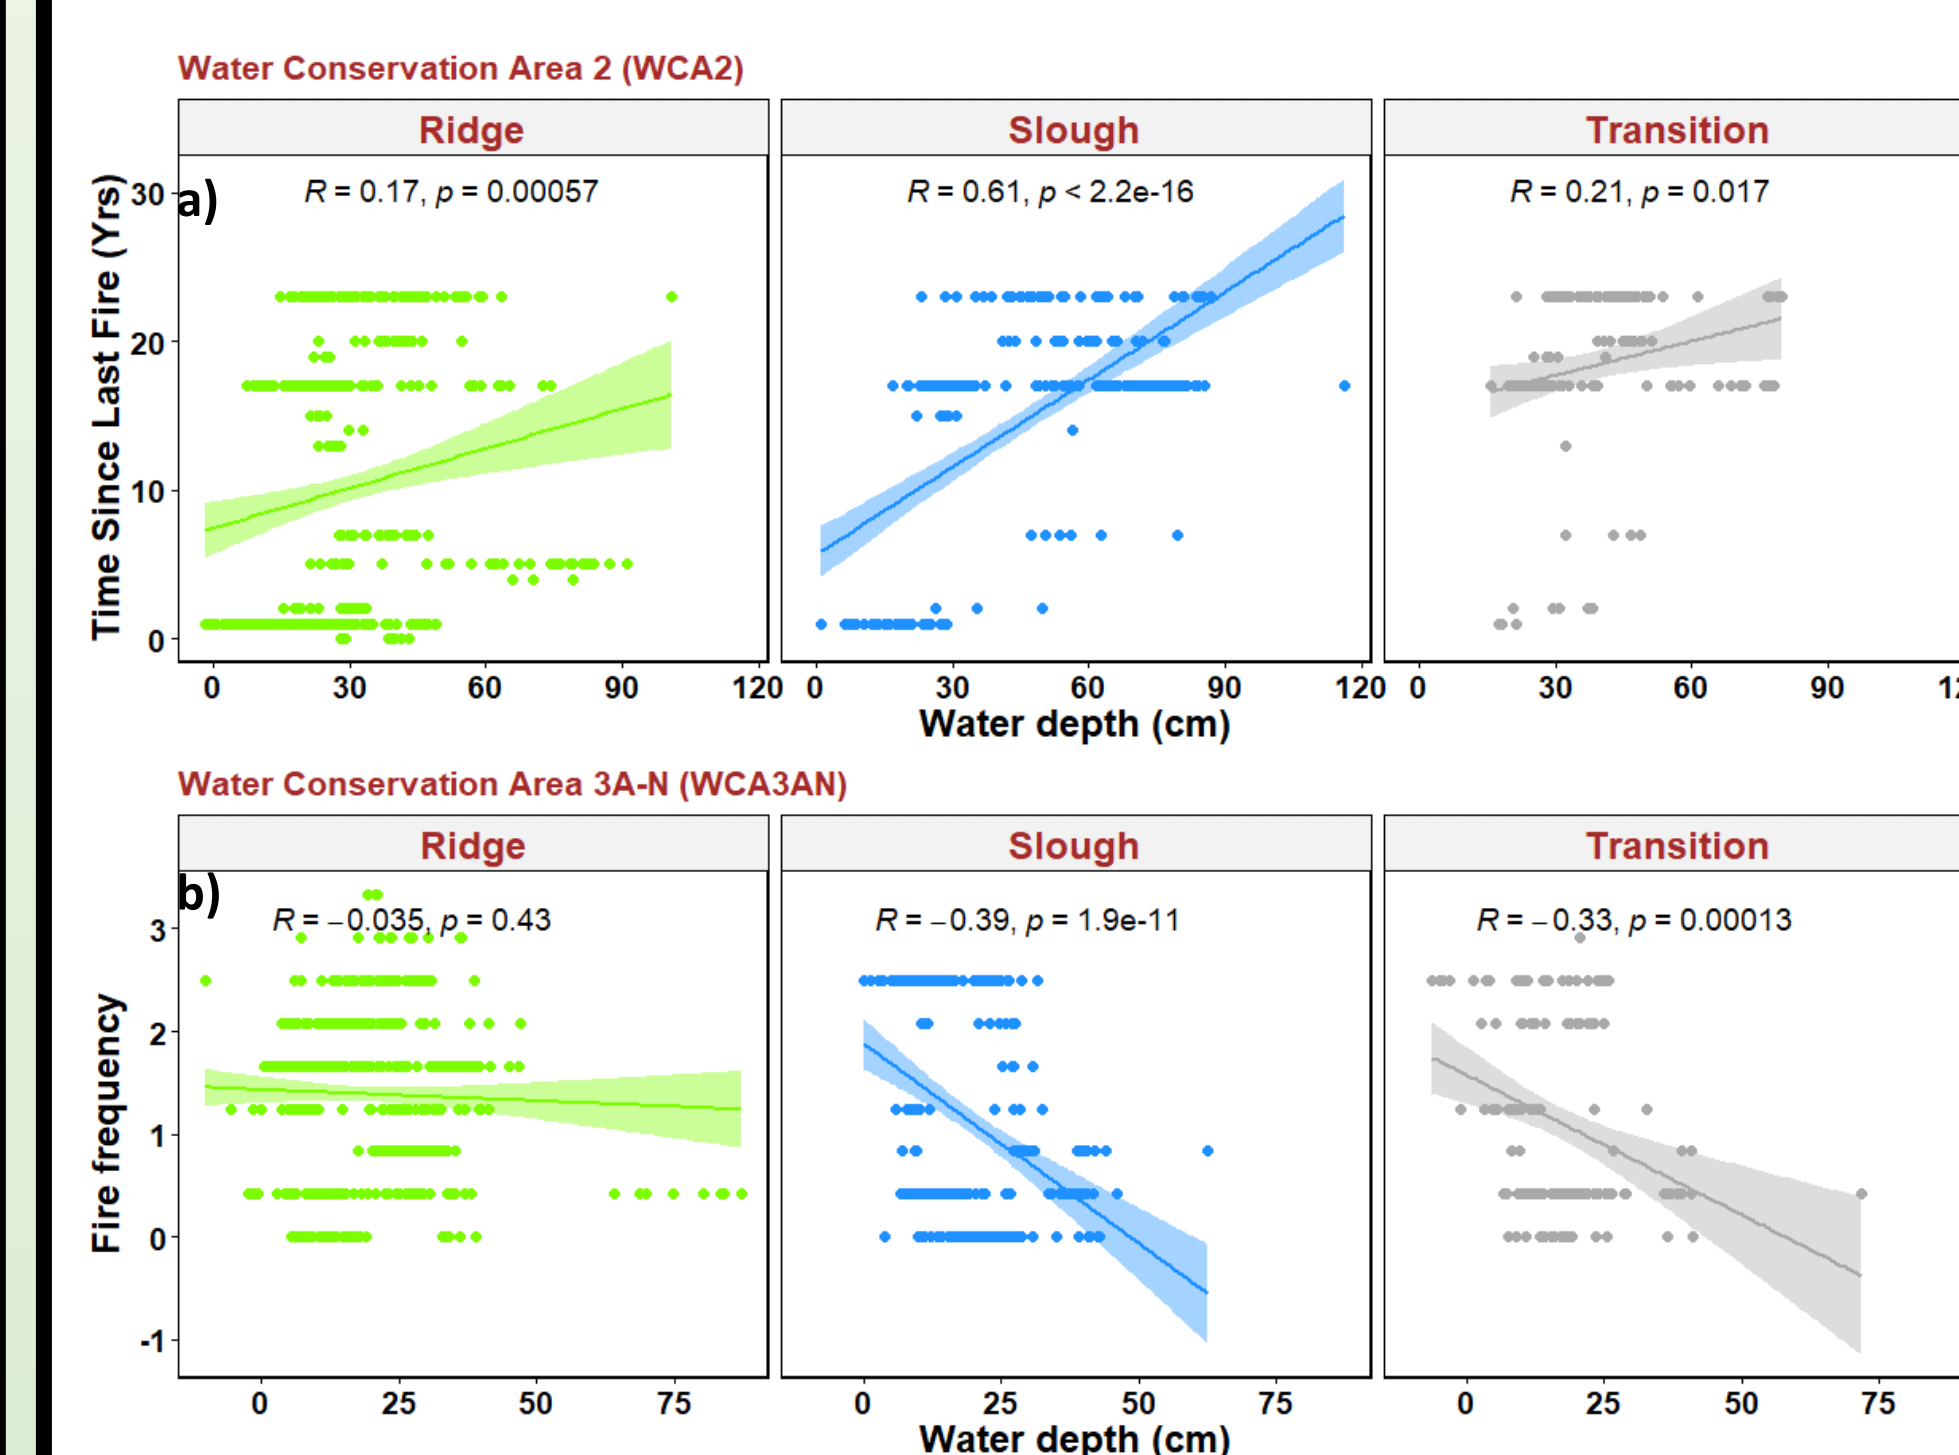 Water Conservation Area 2 (WCA2)
Ridge Slough Transition
a) R = 0.17, p = 0.00057 R = 0.61, p < 2.2e-16 R = 0.21, p = 0.017
Time Since Last Fire (Yrs)
30
20
10
0
0 30 60 90 120 0 30 60 90 120 0 30 60 90
Water depth (cm)
Water Conservation Area 3A-N (WCA3AN)
Ridge Slough Transition
b) R = −0.035, p = 0.43 R = −0.39, p = 1.9e-11 R = −0.33, p = 0.00013
Fire frequency
3
2
1
0
-1
0 25 50 75 0 25 50 75 0 25 50 75
Water depth (cm)